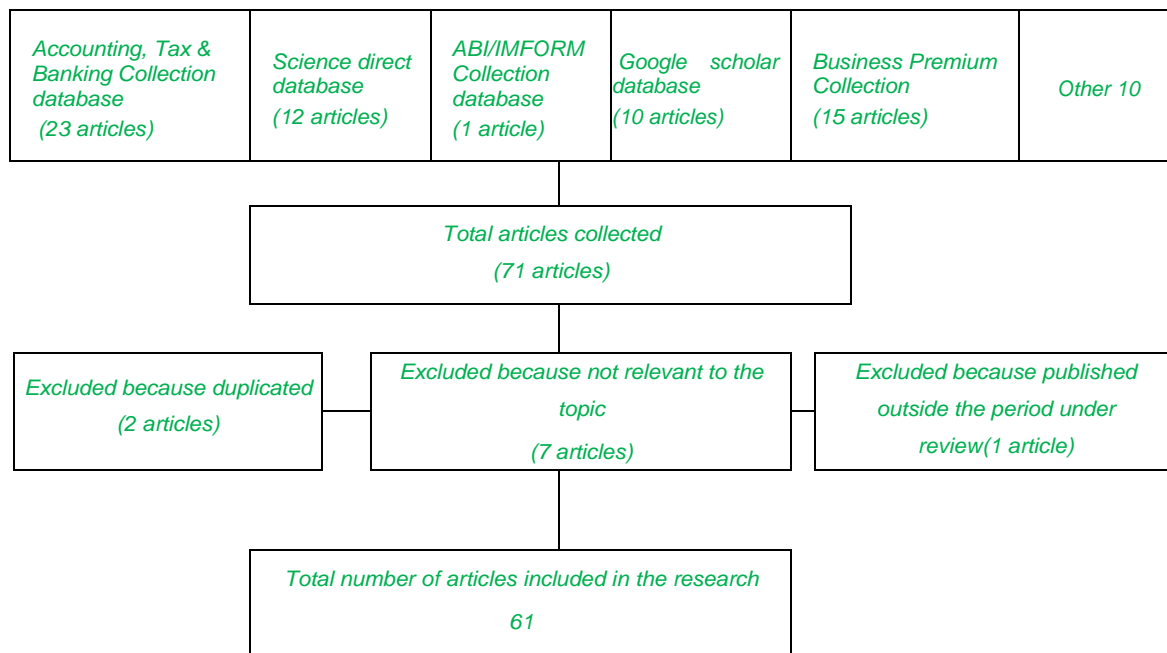 Accounting, Tax &
Banking Collection
database
(23 articles)
Science direct
database
(12 articles)
ABI/IMFORM
Collection
database
(1 article)
Google scholar
database
(10 articles)
Business Premium
Collection
(15 articles)
Other 10
Total articles collected
(71 articles)
Excluded because duplicated
(2 articles)
Excluded because not relevant to the
topic
(7 articles)
Excluded because published
outside the period under
review(1 article)
Total number of articles included in the research
61